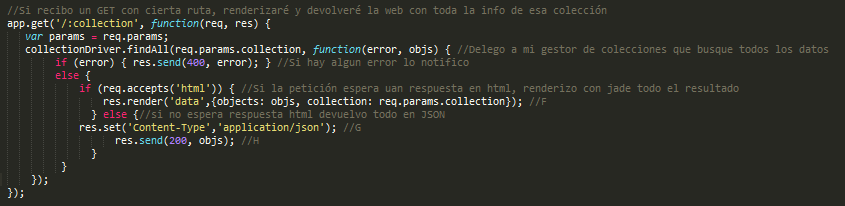 //Si recibo un GET con cierta ruta, renderizaré y devolveré la web con toda la info de esa colección
app.get('/:collection', function(req, res) {
var params = req.params;
collectionDriver.findAll(req.params.collection, function(error, objs) { //Delego a mi gestor de colecciones que busque todos los datos
if (error) { res.send(400, error); } //Si hay algun error lo notifico
else {
if (req.accepts('html')) { //Si la petición espera uan respuesta en html, renderizo con jade todo el resultado
res.render('data',{objects: objs, collection: req.params.collection}); //F
} else {//si no espera respuesta html devuelvo todo en JSON
res.set('Content-Type','application/json'); //G
res.send(200, objs); //H
}
}
});
});